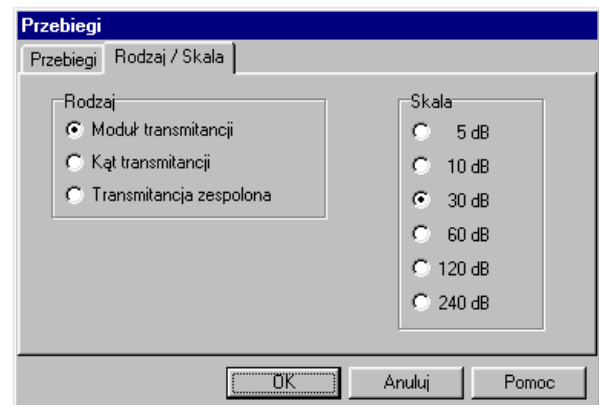 Przebiegi
Przebiegi Rodzaj / Skala
Rodzaj
Moduł transmitancji
Kąt transmitancji
Transmitancja zespolona
Skala
5 dB
10 dB
30 dB
60 dB
120 dB
240 dB
OK Anuluj Pomoc